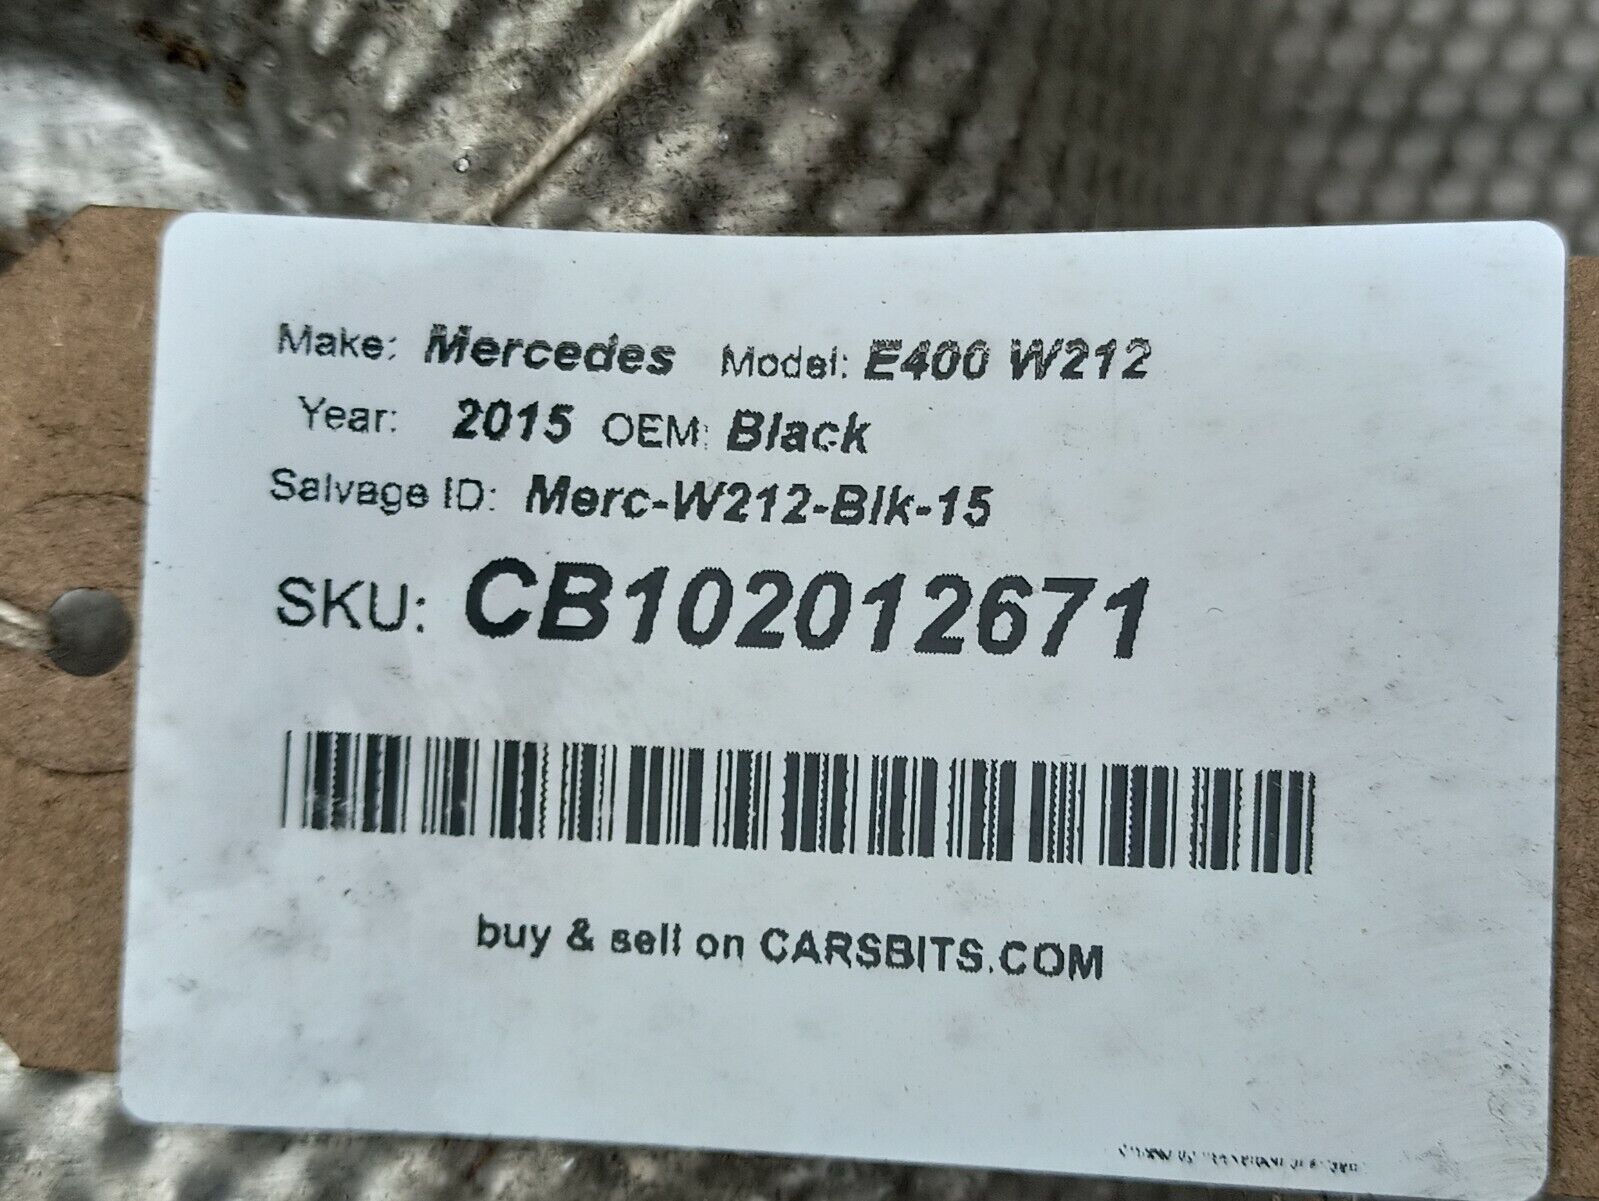 Make: Mercedes Model: E400 W212
Year: 2015 OEM: Black
Salvage ID: Merc-W212-Blk-15
SKU: CB102012671
buy & sell on CARSBITS.COM